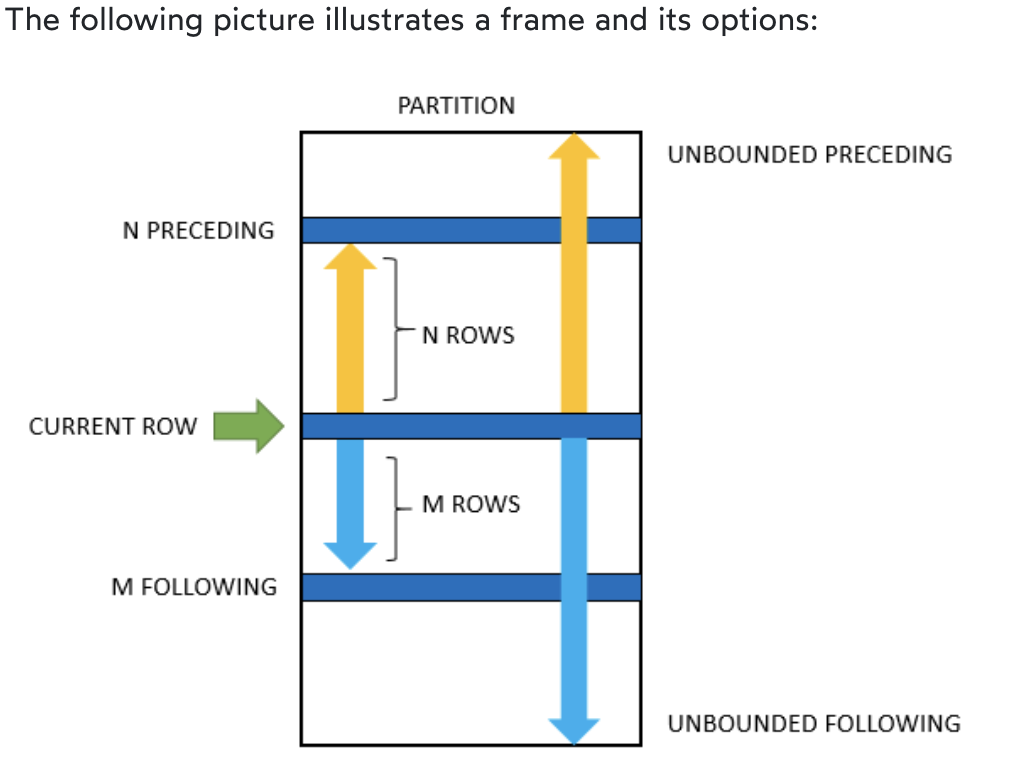 The following picture illustrates a frame and its options:
PARTITION
UNBOUNDED PRECEDING
N PRECEDING
N ROWS
CURRENT ROW
M ROWS
M FOLLOWING
UNBOUNDED FOLLOWING